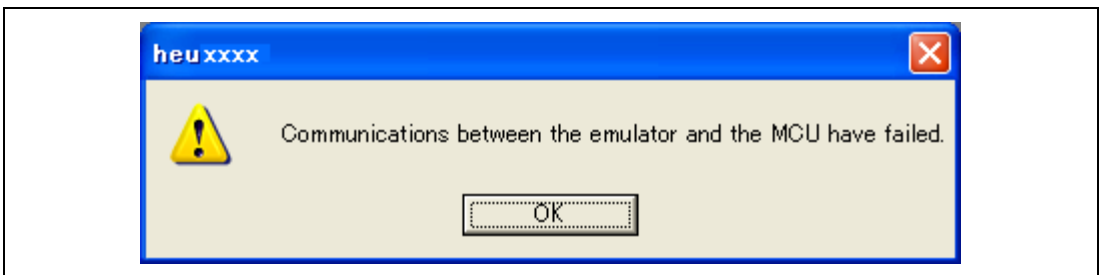 heuxxxx
Communications between the emulator and the MCU have failed.
OK